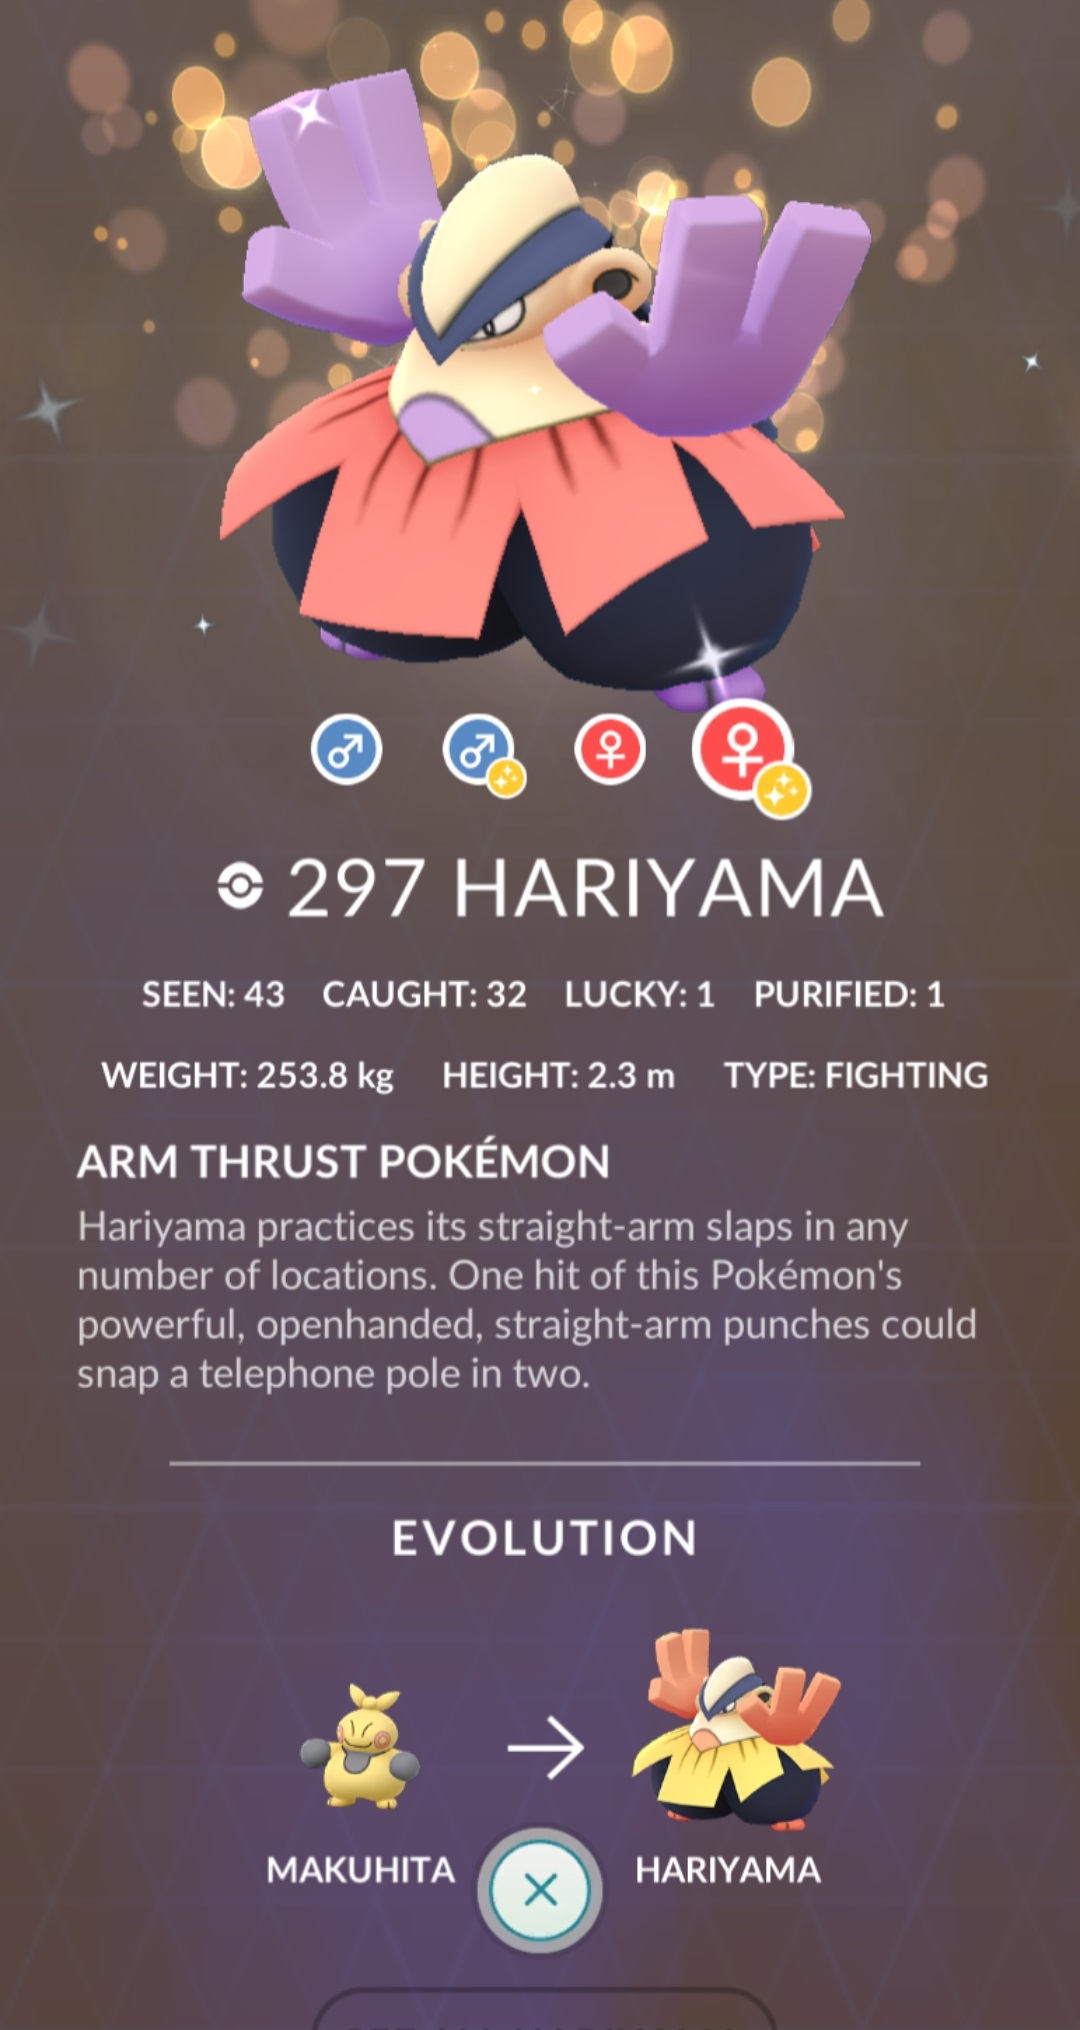 297 HARIYAMA
SEEN: 43 CAUGHT: 32 LUCKY: 1 PURIFIED: 1
WEIGHT: 253.8 kg HEIGHT: 2.3 m TYPE: FIGHTING
ARM THRUST POKÉMON
Hariyama practices its straight-arm slaps in any
number of locations. One hit of this Pokémon's
powerful, openhanded, straight-arm punches could
snap a telephone pole in two.
EVOLUTION
MAKUHITA HARIYAMA